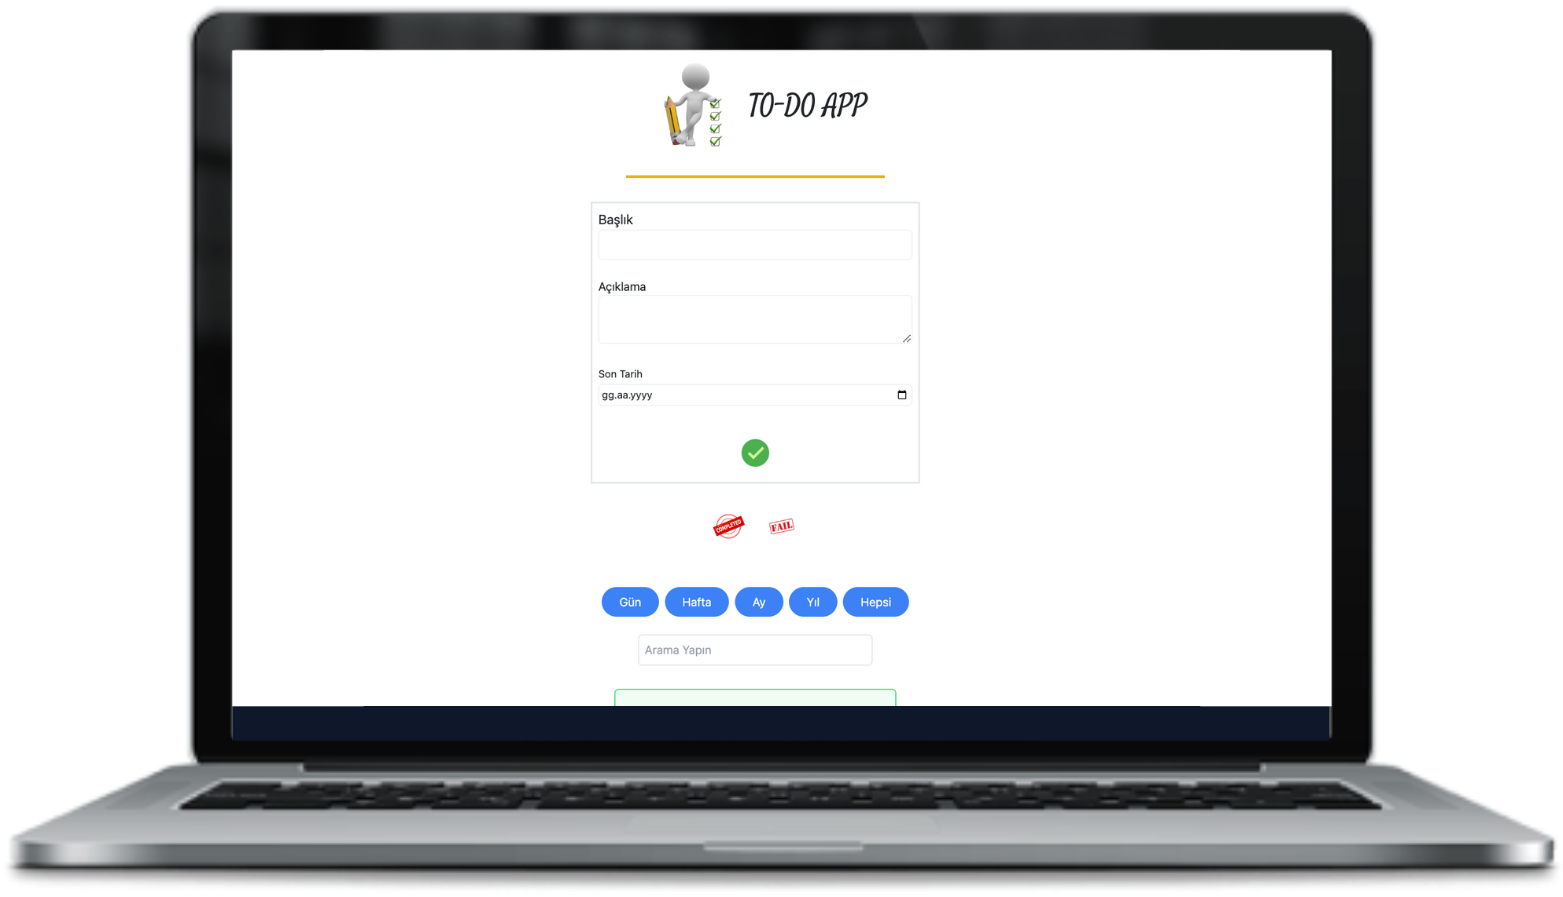 TO-DO APP
Başlık
Açıklama
Son Tarih
gg.aa.yyyy
COMPLETED
FAIL
Gün Hafta Ay Yıl Hepsi
Arama Yapın